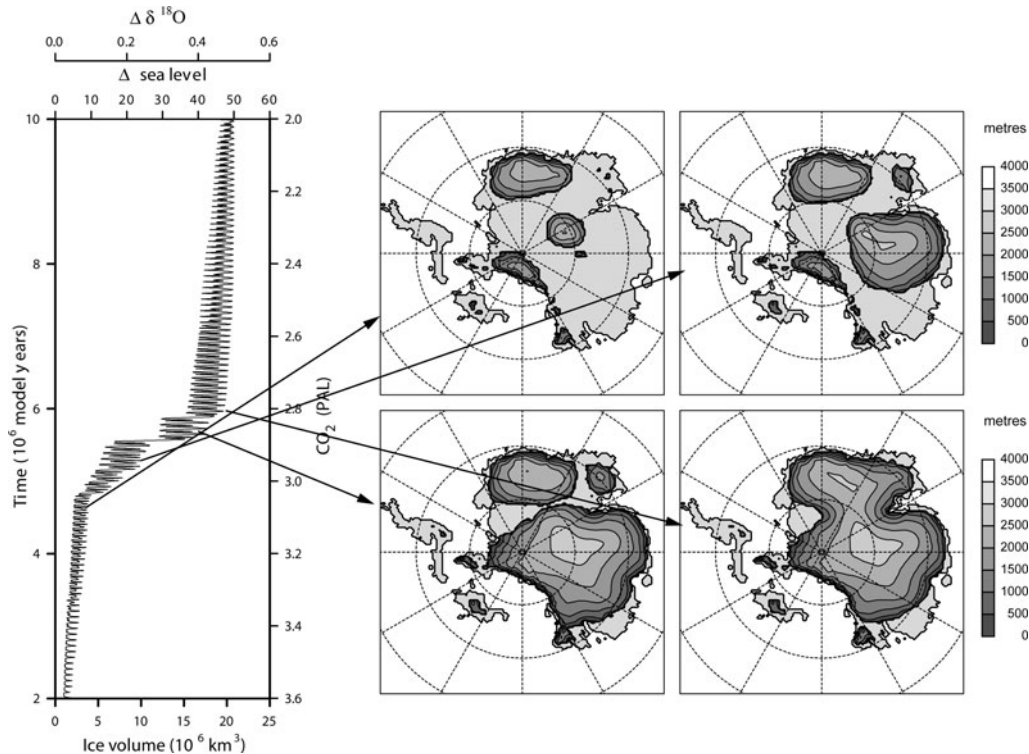 Δ δ 18O
0.0 0.2 0.4 0.6
Δ sea level
0 10 20 30 40 50 60
10 2.0
2.2
8 2.4
2.6
6 2.8
3.0
4 3.2
3.4
2 3.6
Time (10 6 model y ears)
CO2 (PAL)
0 5 10 15 20 25
Ice volume (10 6 km3)
metres
4000
3500
3000
2500
2000
1500
1000
500
0
metres
4000
3500
3000
2500
2000
1500
1000
500
0